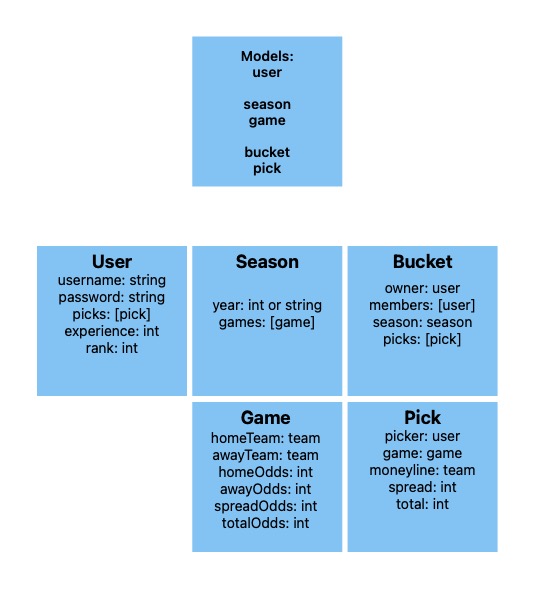 Models:
user
season
game
bucket
pick
User
username: string
password: string
picks: [pick]
experience: int
rank: int
Season
year: int or string
games: [game]
Bucket
owner: user
members: [user]
season: season
picks: [pick]
Game
homeTeam: team
awayTeam: team
homeOdds: int
awayOdds: int
spreadOdds: int
totalOdds: int
Pick
picker: user
game: game
moneyline: team
spread: int
total: int